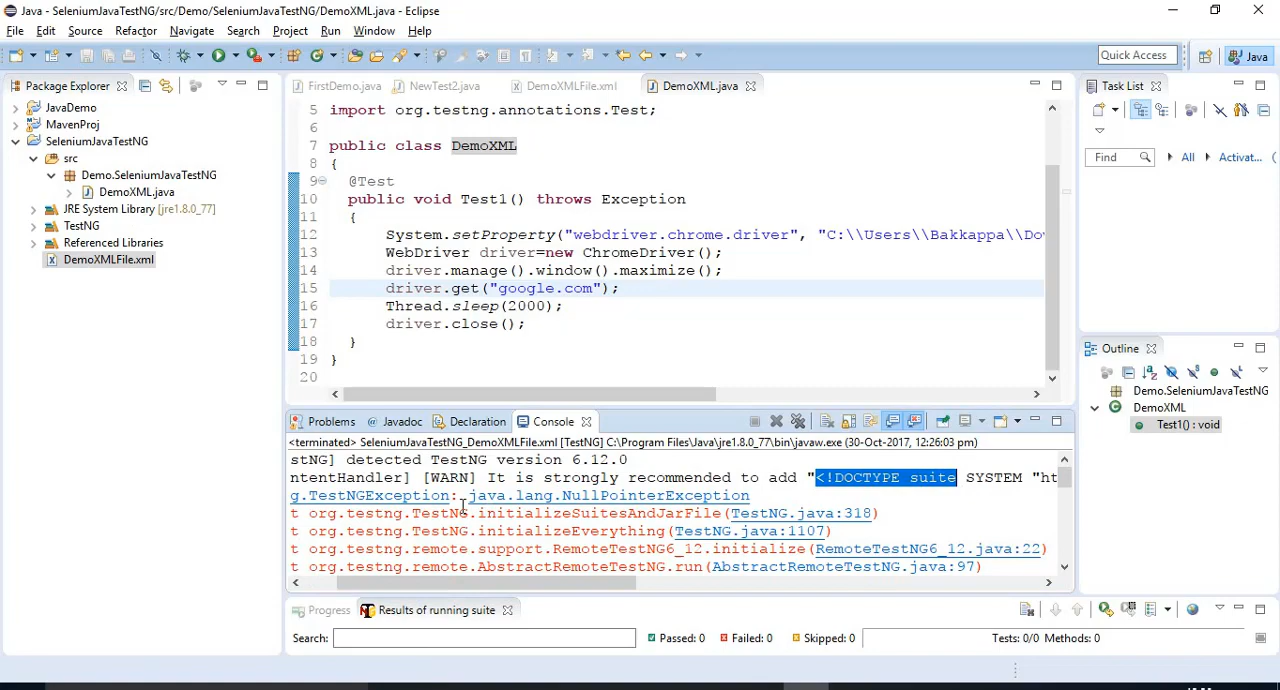 Java - SeleniumJavaTestNG/src/Demo/SeleniumJavaTestNG/DemoXML.java - Eclipse
File Edit Source Refactor Navigate Search Project Run Window Help
Quick Access
Java
Package Explorer
FirstDemo.java
NewTest2.java
DemoXMLFile.xml
DemoXML.java
Task List
JavaDemo
MavenProj
SeleniumJavaTestNG
src
Demo.SeleniumJavaTestNG
DemoXML.java
JRE System Library [jre1.8.0_77]
TestNG
Referenced Libraries
DemoXMLFile.xml
5 import org.testng.annotations.Test;
6
7 public class DemoXML
8 {
9 @Test
10 public void Test1() throws Exception
11 {
12 System.setProperty("webdriver.chrome.driver", "C:\\Users\\Bakkappa\\Dov
13 WebDriver driver=new ChromeDriver();
14 driver.manage().window().maximize();
15 driver.get("google.com");
16 Thread.sleep(2000);
17 driver.close();
18 }
19 }
20
Find
All
Activat...
Outline
Demo.SeleniumJavaTestNG
DemoXML
Test1() : void
Problems
@ Javadoc
Declaration
Console
<terminated> SeleniumJavaTestNG_DemoXMLFile.xml [TestNG] C:\Program Files\Java\jre1.8.0_77\bin\javaw.exe (30-Oct-2017, 12:26:03 pm)
stNG] detected TestNG version 6.12.0
ntentHandler] [WARN] It is strongly recommended to add "<!DOCTYPE suite SYSTEM "ht
g.TestNGException: java.lang.NullPointerException
t org.testng.TestNG.initializeSuitesAndJarFile(TestNG.java:318)
t org.testng.TestNG.initializeEverything(TestNG.java:1107)
t org.testng.remote.support.RemoteTestNG6_12.initialize(RemoteTestNG6_12.java:22)
t org.testng.remote.AbstractRemoteTestNG.run(AbstractRemoteTestNG.java:97)
Progress
Results of running suite
Search:
Passed: 0
Failed: 0
Skipped: 0
Tests: 0/0 Methods: 0